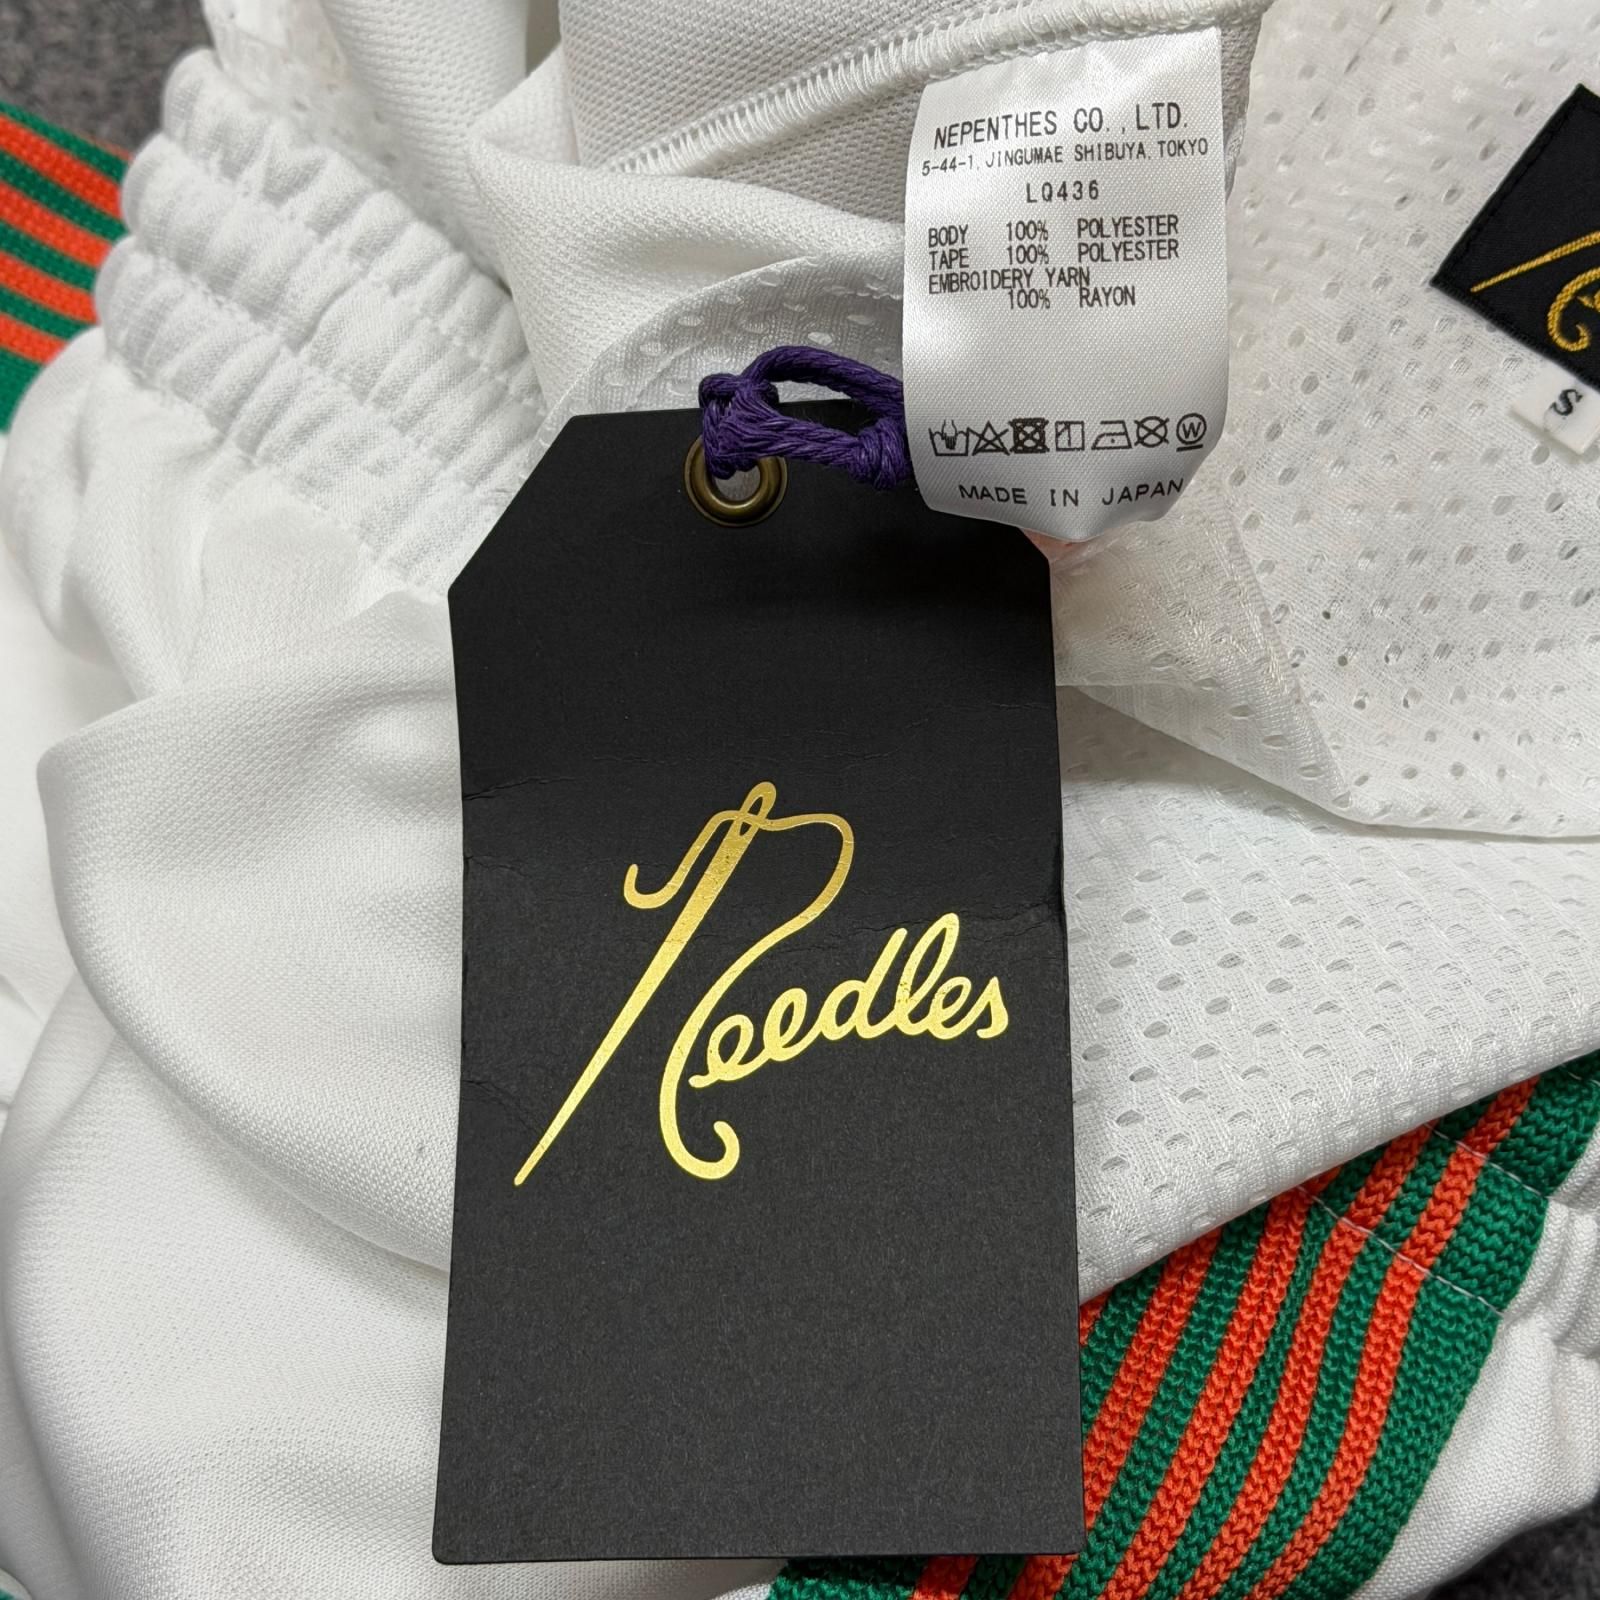 NEPENTHES CO.,LTD.
5-44-1, JINGUMAE SHIBUYA, TOKYO
LQ436
BODY 100% POLYESTER
TAPE 100% POLYESTER
EMBROIDERY YARN
100% RAYON
W
MADE IN JAPAN
S
Needles